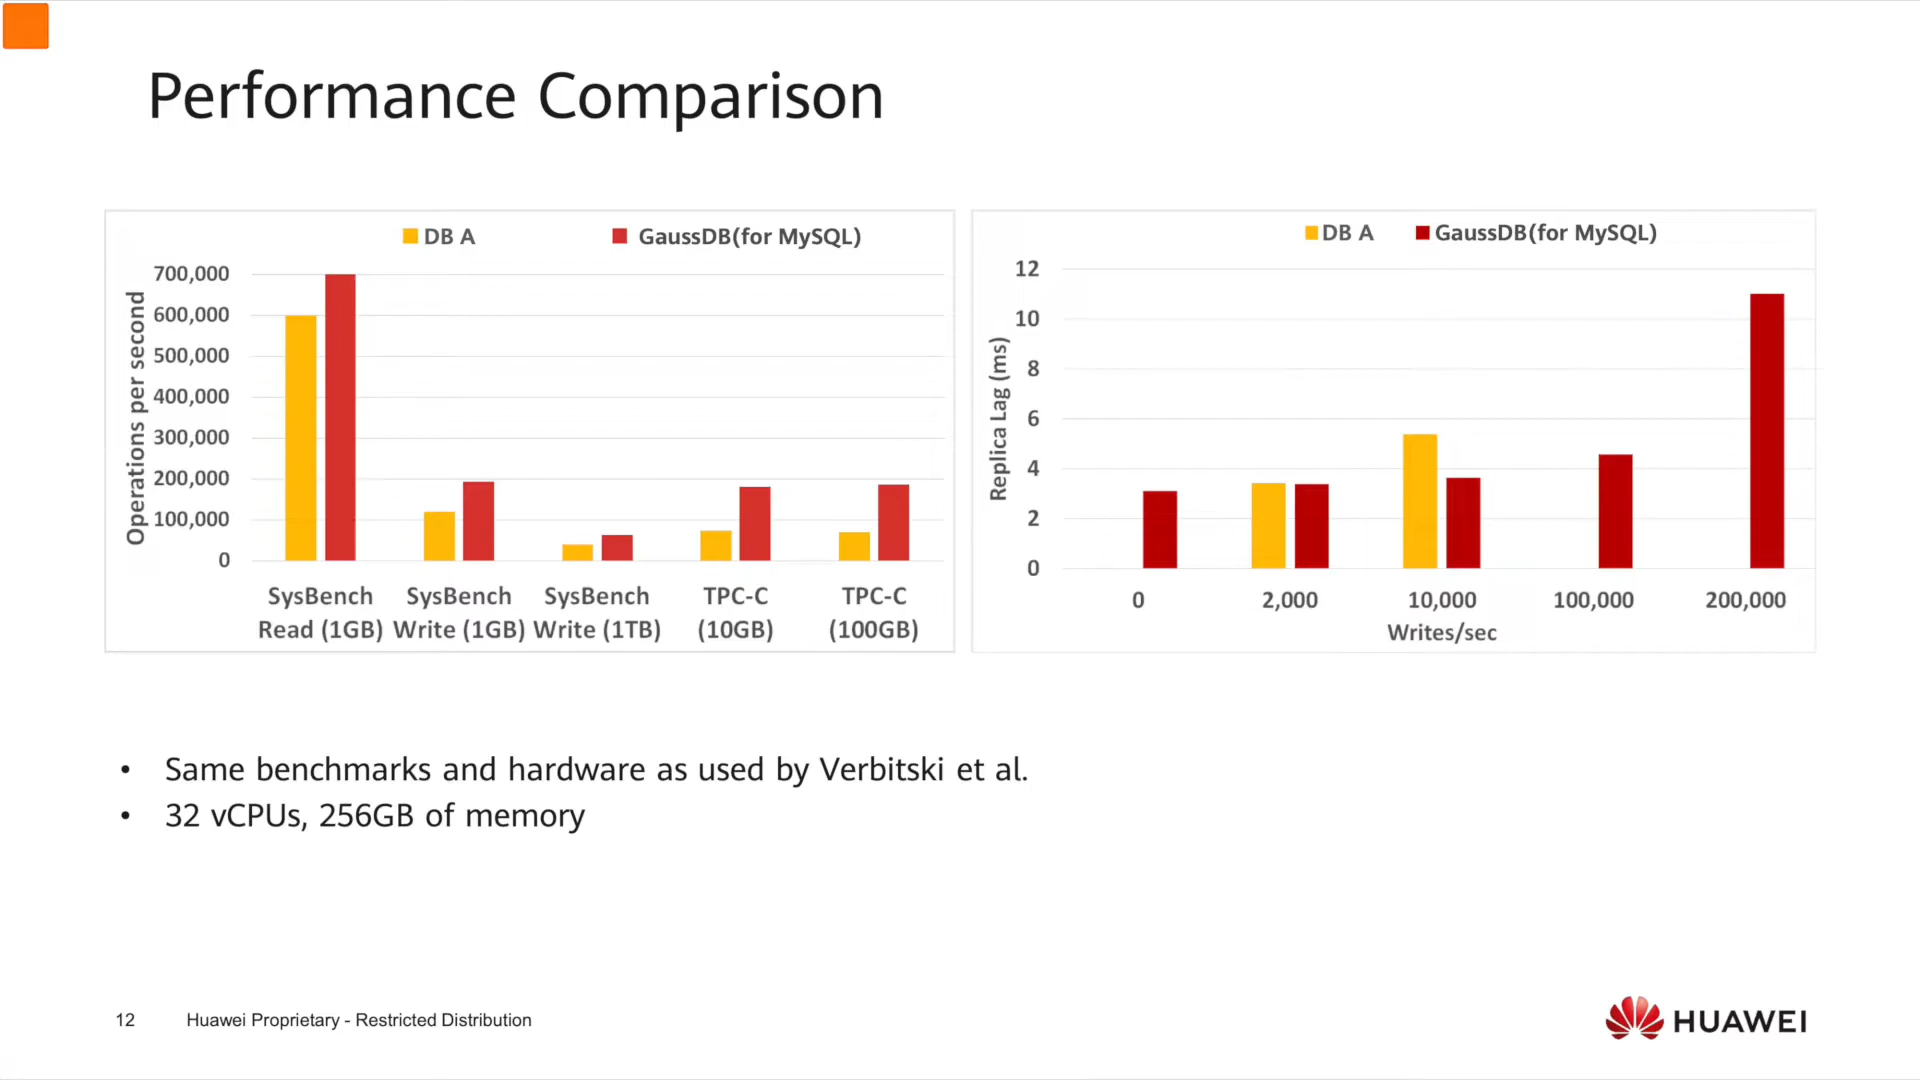 Performance Comparison
DB A
GaussDB(for MySQL)
Operations per second
700,000
600,000
500,000
400,000
300,000
200,000
100,000
0
SysBench Read (1GB)
SysBench Write (1GB)
SysBench Write (1TB)
TPC-C (10GB)
TPC-C (100GB)
DB A
GaussDB(for MySQL)
Replica Lag (ms)
12
10
8
6
4
2
0
0
2,000
10,000
100,000
200,000
Writes/sec
• Same benchmarks and hardware as used by Verbitski et al.
• 32 vCPUs, 256GB of memory
12
Huawei Proprietary - Restricted Distribution
HUAWEI